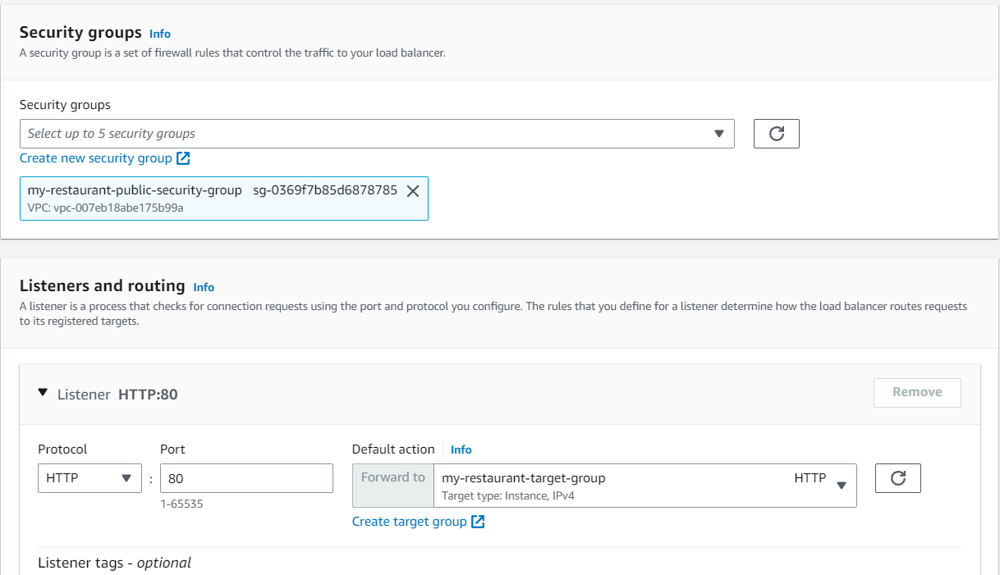 Security groups Info
A security group is a set of firewall rules that control the traffic to your load balancer.
Security groups
Select up to 5 security groups
Create new security group
my-restaurant-public-security-group sg-0369f7b85d6878785
VPC: vpc-007eb18abe175b99a
Listeners and routing Info
A listener is a process that checks for connection requests using the port and protocol you configure. The rules that you define for a listener determine how the load balancer routes requests
to its registered targets.
Listener HTTP:80
Remove
Protocol Port Default action Info
HTTP : 80 Forward to my-restaurant-target-group HTTP
Target type: Instance, IPv4
1-65535
Create target group
Listener tags - optional